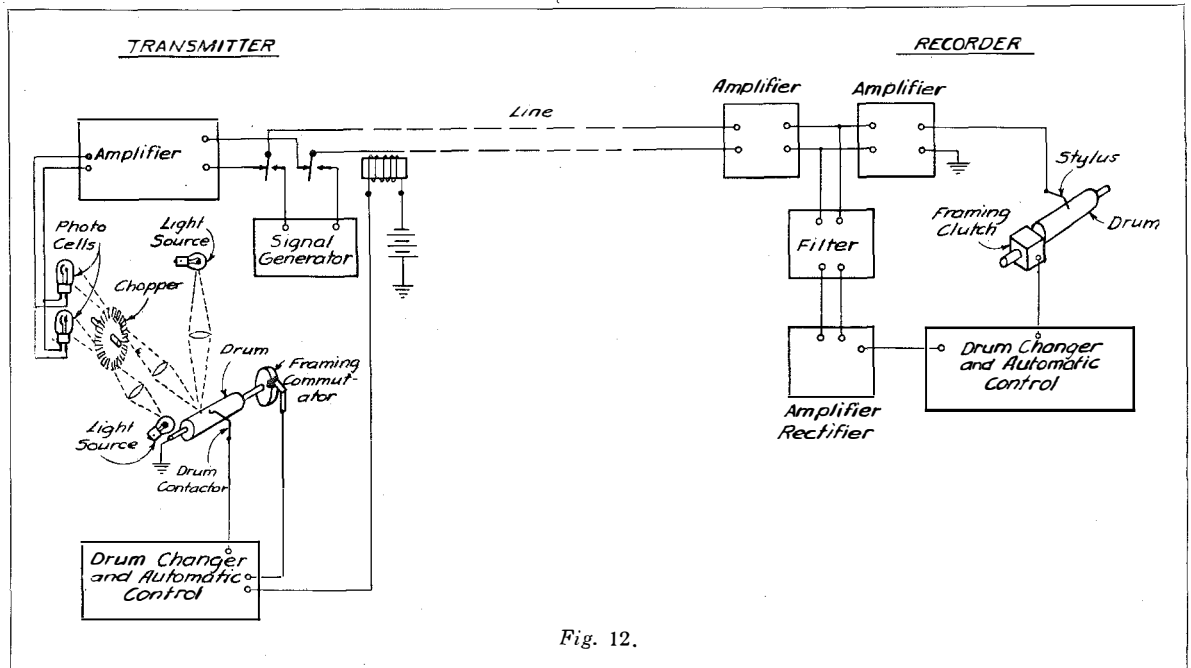 TRANSMITTER
RECORDER
Amplifier
Amplifier
Line
Amplifier
Photo
Cells
Light
Source
Signal
Generator
Chopper
Drum
Framing
Commut-
ator
Light
Source
Drum
Contactor
Drum Changer
and Automatic
Control
Filter
Stylus
Framing
Clutch
Drum
Amplifier
Rectifier
Drum Changer
and Automatic
Control
Fig. 12.